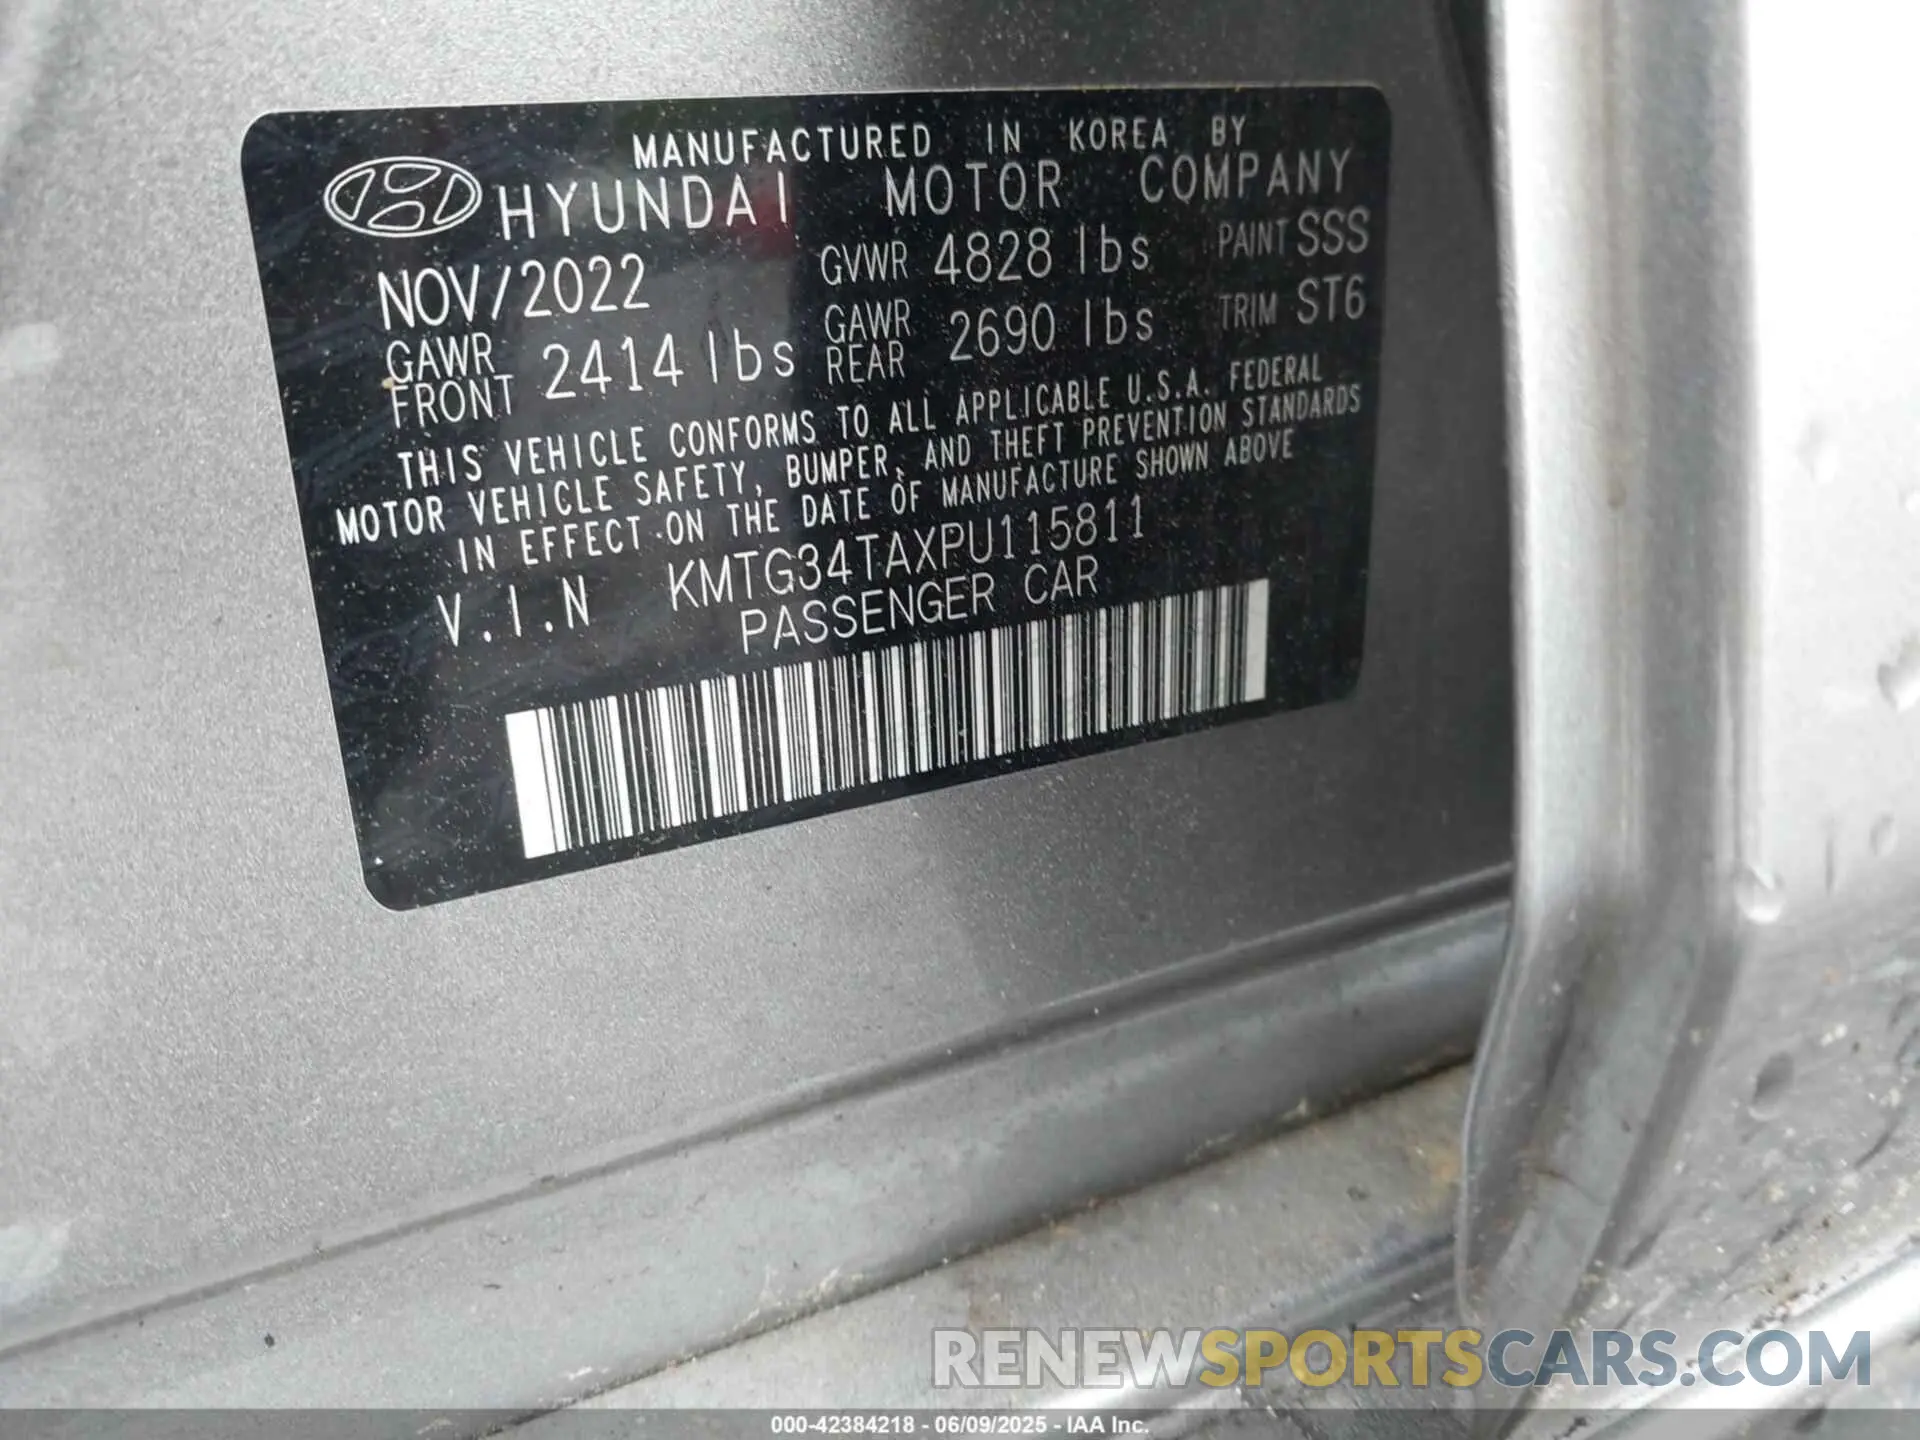 MANUFACTURED IN KOREA BY
HYUNDAI MOTOR COMPANY
NOV/2022 GVWR 4828 lbs PAINT SSS
GAWR FRONT 2414 lbs GAWR REAR 2690 lbs TRIM ST6
THIS VEHICLE CONFORMS TO ALL APPLICABLE U.S.A. FEDERAL
MOTOR VEHICLE SAFETY, BUMPER, AND THEFT PREVENTION STANDARDS
IN EFFECT ON THE DATE OF MANUFACTURE SHOWN ABOVE
V.I.N KMTG34TAXPU115811
PASSENGER CAR
RENEWSPORTSCARS.COM
000-42384218 - 06/09/2025 - IAA Inc.